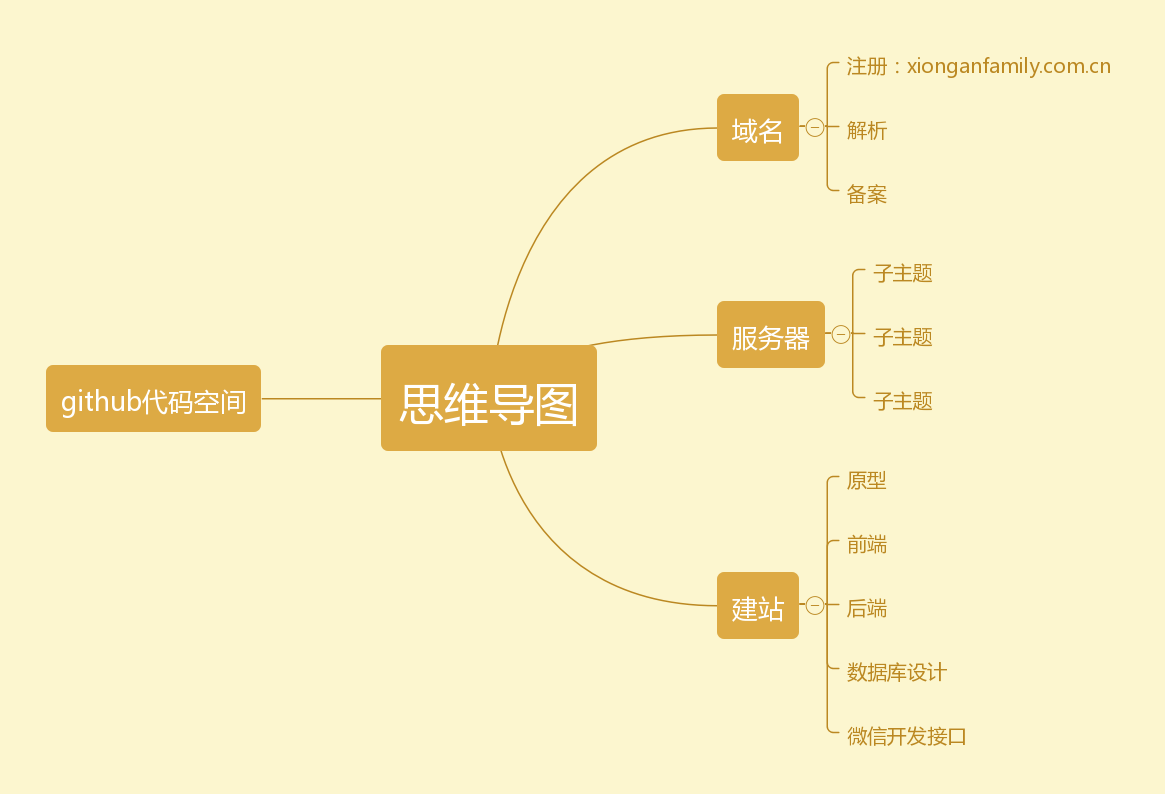 域名
注册：xionganfamily.com.cn
解析
备案
服务器
子主题
子主题
子主题
github代码空间
思维导图
建站
原型
前端
后端
数据库设计
微信开发接口